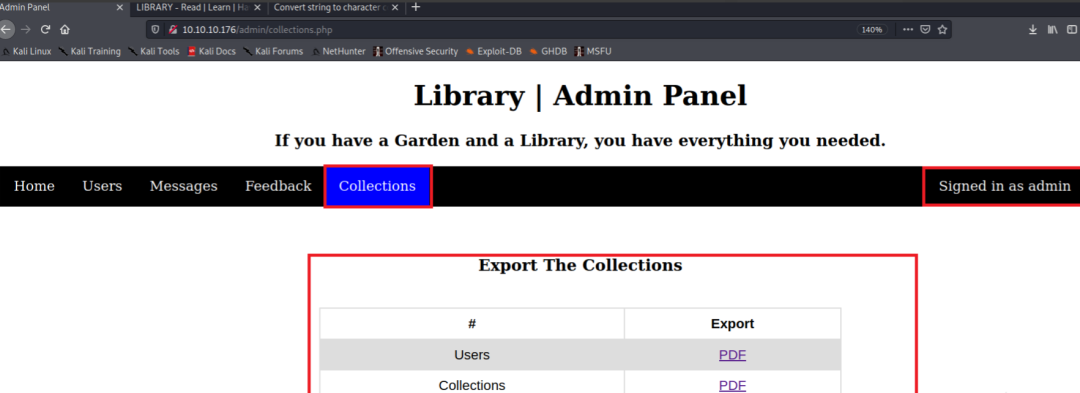 Admin Panel × LIBRARY - Read | Learn | Ha × Convert string to character c × +
10.10.10.176/admin/collections.php 140%
Kali Linux Kali Training Kali Tools Kali Docs Kali Forums NetHunter Offensive Security Exploit-DB GHDB MSFU
Library | Admin Panel
If you have a Garden and a Library, you have everything you needed.
Home Users Messages Feedback Collections Signed in as admin
Export The Collections
# Export
Users PDF
Collections PDF